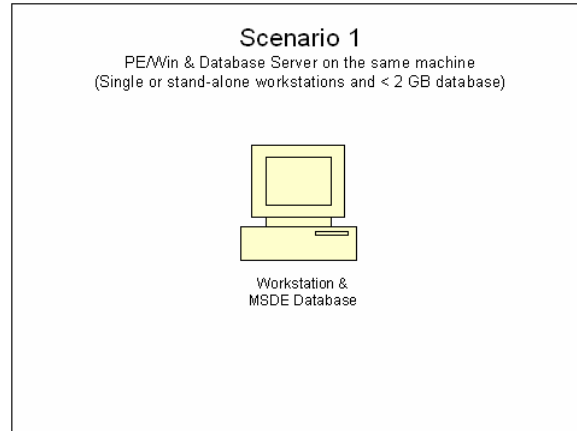 Scenario 1
PE/Win & Database Server on the same machine
(Single or stand-alone workstations and < 2 GB database)
Workstation &
MSDE Database